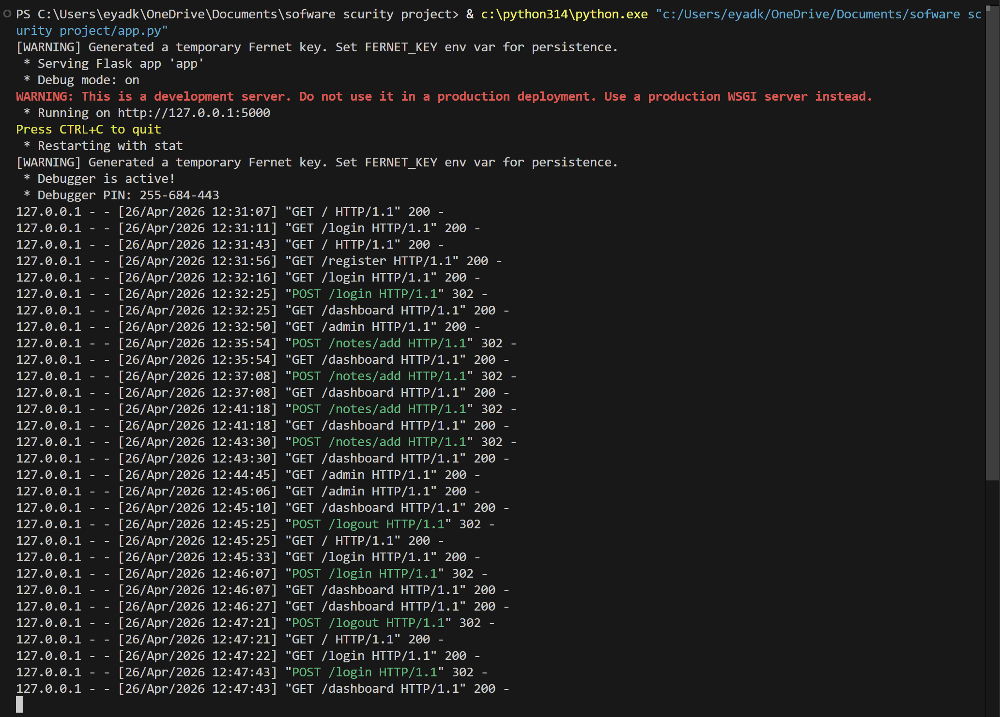 PS C:\Users\eyadk\OneDrive\Documents\sofware scurity project> & c:\python314\python.exe "c:/Users/eyadk/OneDrive/Documents/sofware sc
urity project/app.py"
[WARNING] Generated a temporary Fernet key. Set FERNET_KEY env var for persistence.
 * Serving Flask app 'app'
 * Debug mode: on
WARNING: This is a development server. Do not use it in a production deployment. Use a production WSGI server instead.
 * Running on http://127.0.0.1:5000
Press CTRL+C to quit
 * Restarting with stat
[WARNING] Generated a temporary Fernet key. Set FERNET_KEY env var for persistence.
 * Debugger is active!
 * Debugger PIN: 255-684-443
127.0.0.1 - - [26/Apr/2026 12:31:07] "GET / HTTP/1.1" 200 -
127.0.0.1 - - [26/Apr/2026 12:31:11] "GET /login HTTP/1.1" 200 -
127.0.0.1 - - [26/Apr/2026 12:31:43] "GET / HTTP/1.1" 200 -
127.0.0.1 - - [26/Apr/2026 12:31:56] "GET /register HTTP/1.1" 200 -
127.0.0.1 - - [26/Apr/2026 12:32:16] "GET /login HTTP/1.1" 200 -
127.0.0.1 - - [26/Apr/2026 12:32:25] "POST /login HTTP/1.1" 302 -
127.0.0.1 - - [26/Apr/2026 12:32:25] "GET /dashboard HTTP/1.1" 200 -
127.0.0.1 - - [26/Apr/2026 12:32:50] "GET /admin HTTP/1.1" 200 -
127.0.0.1 - - [26/Apr/2026 12:35:54] "POST /notes/add HTTP/1.1" 302 -
127.0.0.1 - - [26/Apr/2026 12:35:54] "GET /dashboard HTTP/1.1" 200 -
127.0.0.1 - - [26/Apr/2026 12:37:08] "POST /notes/add HTTP/1.1" 302 -
127.0.0.1 - - [26/Apr/2026 12:37:08] "GET /dashboard HTTP/1.1" 200 -
127.0.0.1 - - [26/Apr/2026 12:41:18] "POST /notes/add HTTP/1.1" 302 -
127.0.0.1 - - [26/Apr/2026 12:41:18] "GET /dashboard HTTP/1.1" 200 -
127.0.0.1 - - [26/Apr/2026 12:43:30] "POST /notes/add HTTP/1.1" 302 -
127.0.0.1 - - [26/Apr/2026 12:43:30] "GET /dashboard HTTP/1.1" 200 -
127.0.0.1 - - [26/Apr/2026 12:44:45] "GET /admin HTTP/1.1" 200 -
127.0.0.1 - - [26/Apr/2026 12:45:06] "GET /admin HTTP/1.1" 200 -
127.0.0.1 - - [26/Apr/2026 12:45:10] "GET /dashboard HTTP/1.1" 200 -
127.0.0.1 - - [26/Apr/2026 12:45:25] "POST /logout HTTP/1.1" 302 -
127.0.0.1 - - [26/Apr/2026 12:45:25] "GET / HTTP/1.1" 200 -
127.0.0.1 - - [26/Apr/2026 12:45:33] "GET /login HTTP/1.1" 200 -
127.0.0.1 - - [26/Apr/2026 12:46:07] "POST /login HTTP/1.1" 302 -
127.0.0.1 - - [26/Apr/2026 12:46:07] "GET /dashboard HTTP/1.1" 200 -
127.0.0.1 - - [26/Apr/2026 12:46:27] "GET /dashboard HTTP/1.1" 200 -
127.0.0.1 - - [26/Apr/2026 12:47:21] "POST /logout HTTP/1.1" 302 -
127.0.0.1 - - [26/Apr/2026 12:47:21] "GET / HTTP/1.1" 200 -
127.0.0.1 - - [26/Apr/2026 12:47:22] "GET /login HTTP/1.1" 200 -
127.0.0.1 - - [26/Apr/2026 12:47:43] "POST /login HTTP/1.1" 302 -
127.0.0.1 - - [26/Apr/2026 12:47:43] "GET /dashboard HTTP/1.1" 200 -